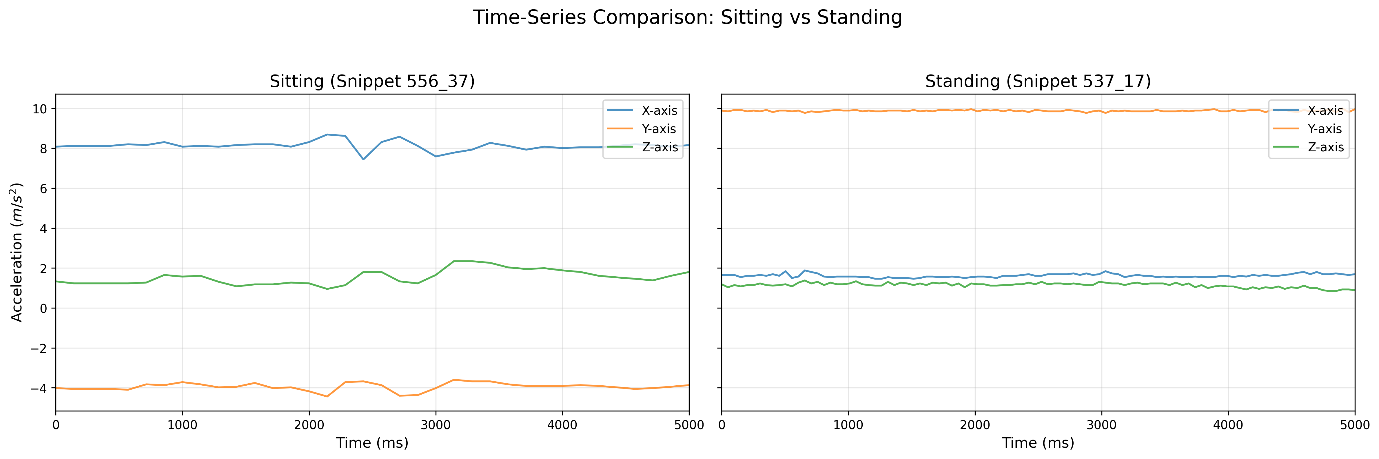 Time-Series Comparison: Sitting vs Standing
Sitting (Snippet 556_37)
10
8
6
4
2
0
−2
−4
Acceleration (m/s²)
X-axis
Y-axis
Z-axis
0 1000 2000 3000 4000 5000
Time (ms)
Standing (Snippet 537_17)
X-axis
Y-axis
Z-axis
0 1000 2000 3000 4000 5000
Time (ms)